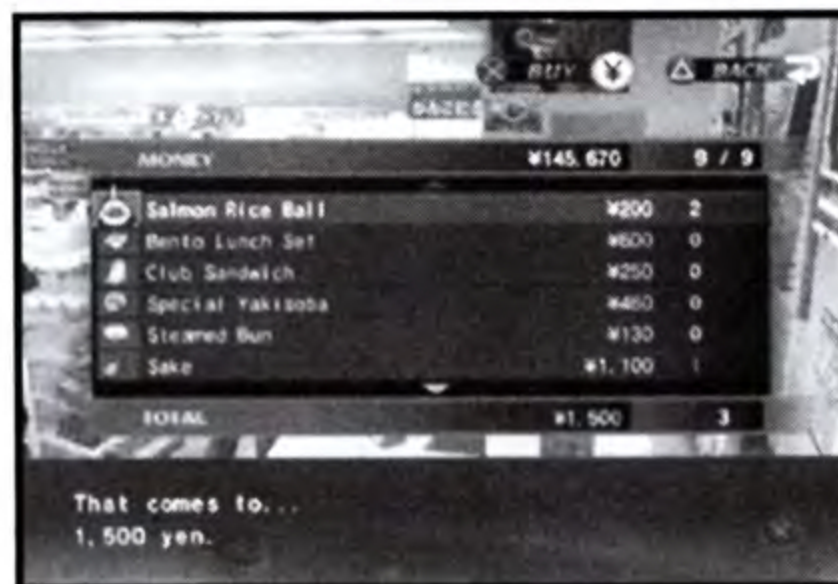 BUY ¥ BACK
MONEY ¥145,670 9 / 9
Salmon Rice Ball ¥200 2
Bento Lunch Set ¥600 0
Club Sandwich ¥250 0
Special Yakisoba ¥460 0
Steamed Bun ¥130 0
Sake ¥1,100 1
TOTAL ¥1,500 3
That comes to...
1,500 yen.